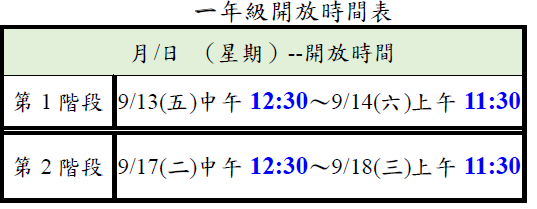 一年級開放時間表
月/日 （星期）--開放時間
第 1 階段 9/13(五)中午 12:30～9/14(六)上午 11:30
第 2 階段 9/17(二)中午 12:30～9/18(三)上午 11:30